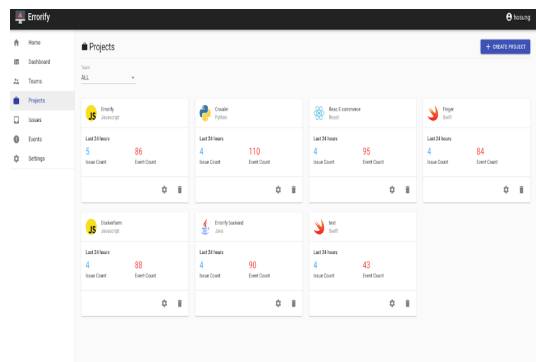 Errorify
hosung
Home
Dashboard
Teams
Projects
Issues
Events
Settings
Projects
+ CREATE PROJECT
Team
ALL
JS
Errorify
Javascript
Last 24 hours
5 86
Issue Count Event Count
Crawler
Python
Last 24 hours
4 110
Issue Count Event Count
React E-commerce
React
Last 24 hours
4 95
Issue Count Event Count
Finger
Swift
Last 24 hours
4 84
Issue Count Event Count
JS
Javascript
Last 24 hours
4 88
Issue Count Event Count
Errorify backend
Java
Last 24 hours
4 90
Issue Count Event Count
test
Swift
Last 24 hours
4 43
Issue Count Event Count